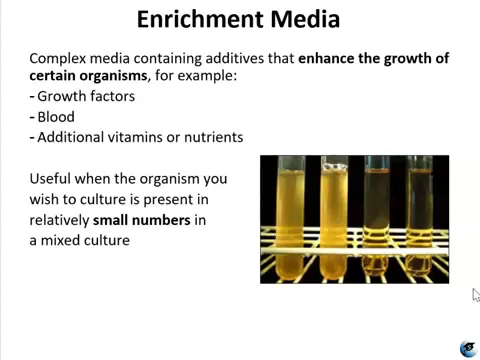 Enrichment Media
Complex media containing additives that enhance the growth of
certain organisms, for example:
- Growth factors
- Blood
- Additional vitamins or nutrients
Useful when the organism you
wish to culture is present in
relatively small numbers in
a mixed culture